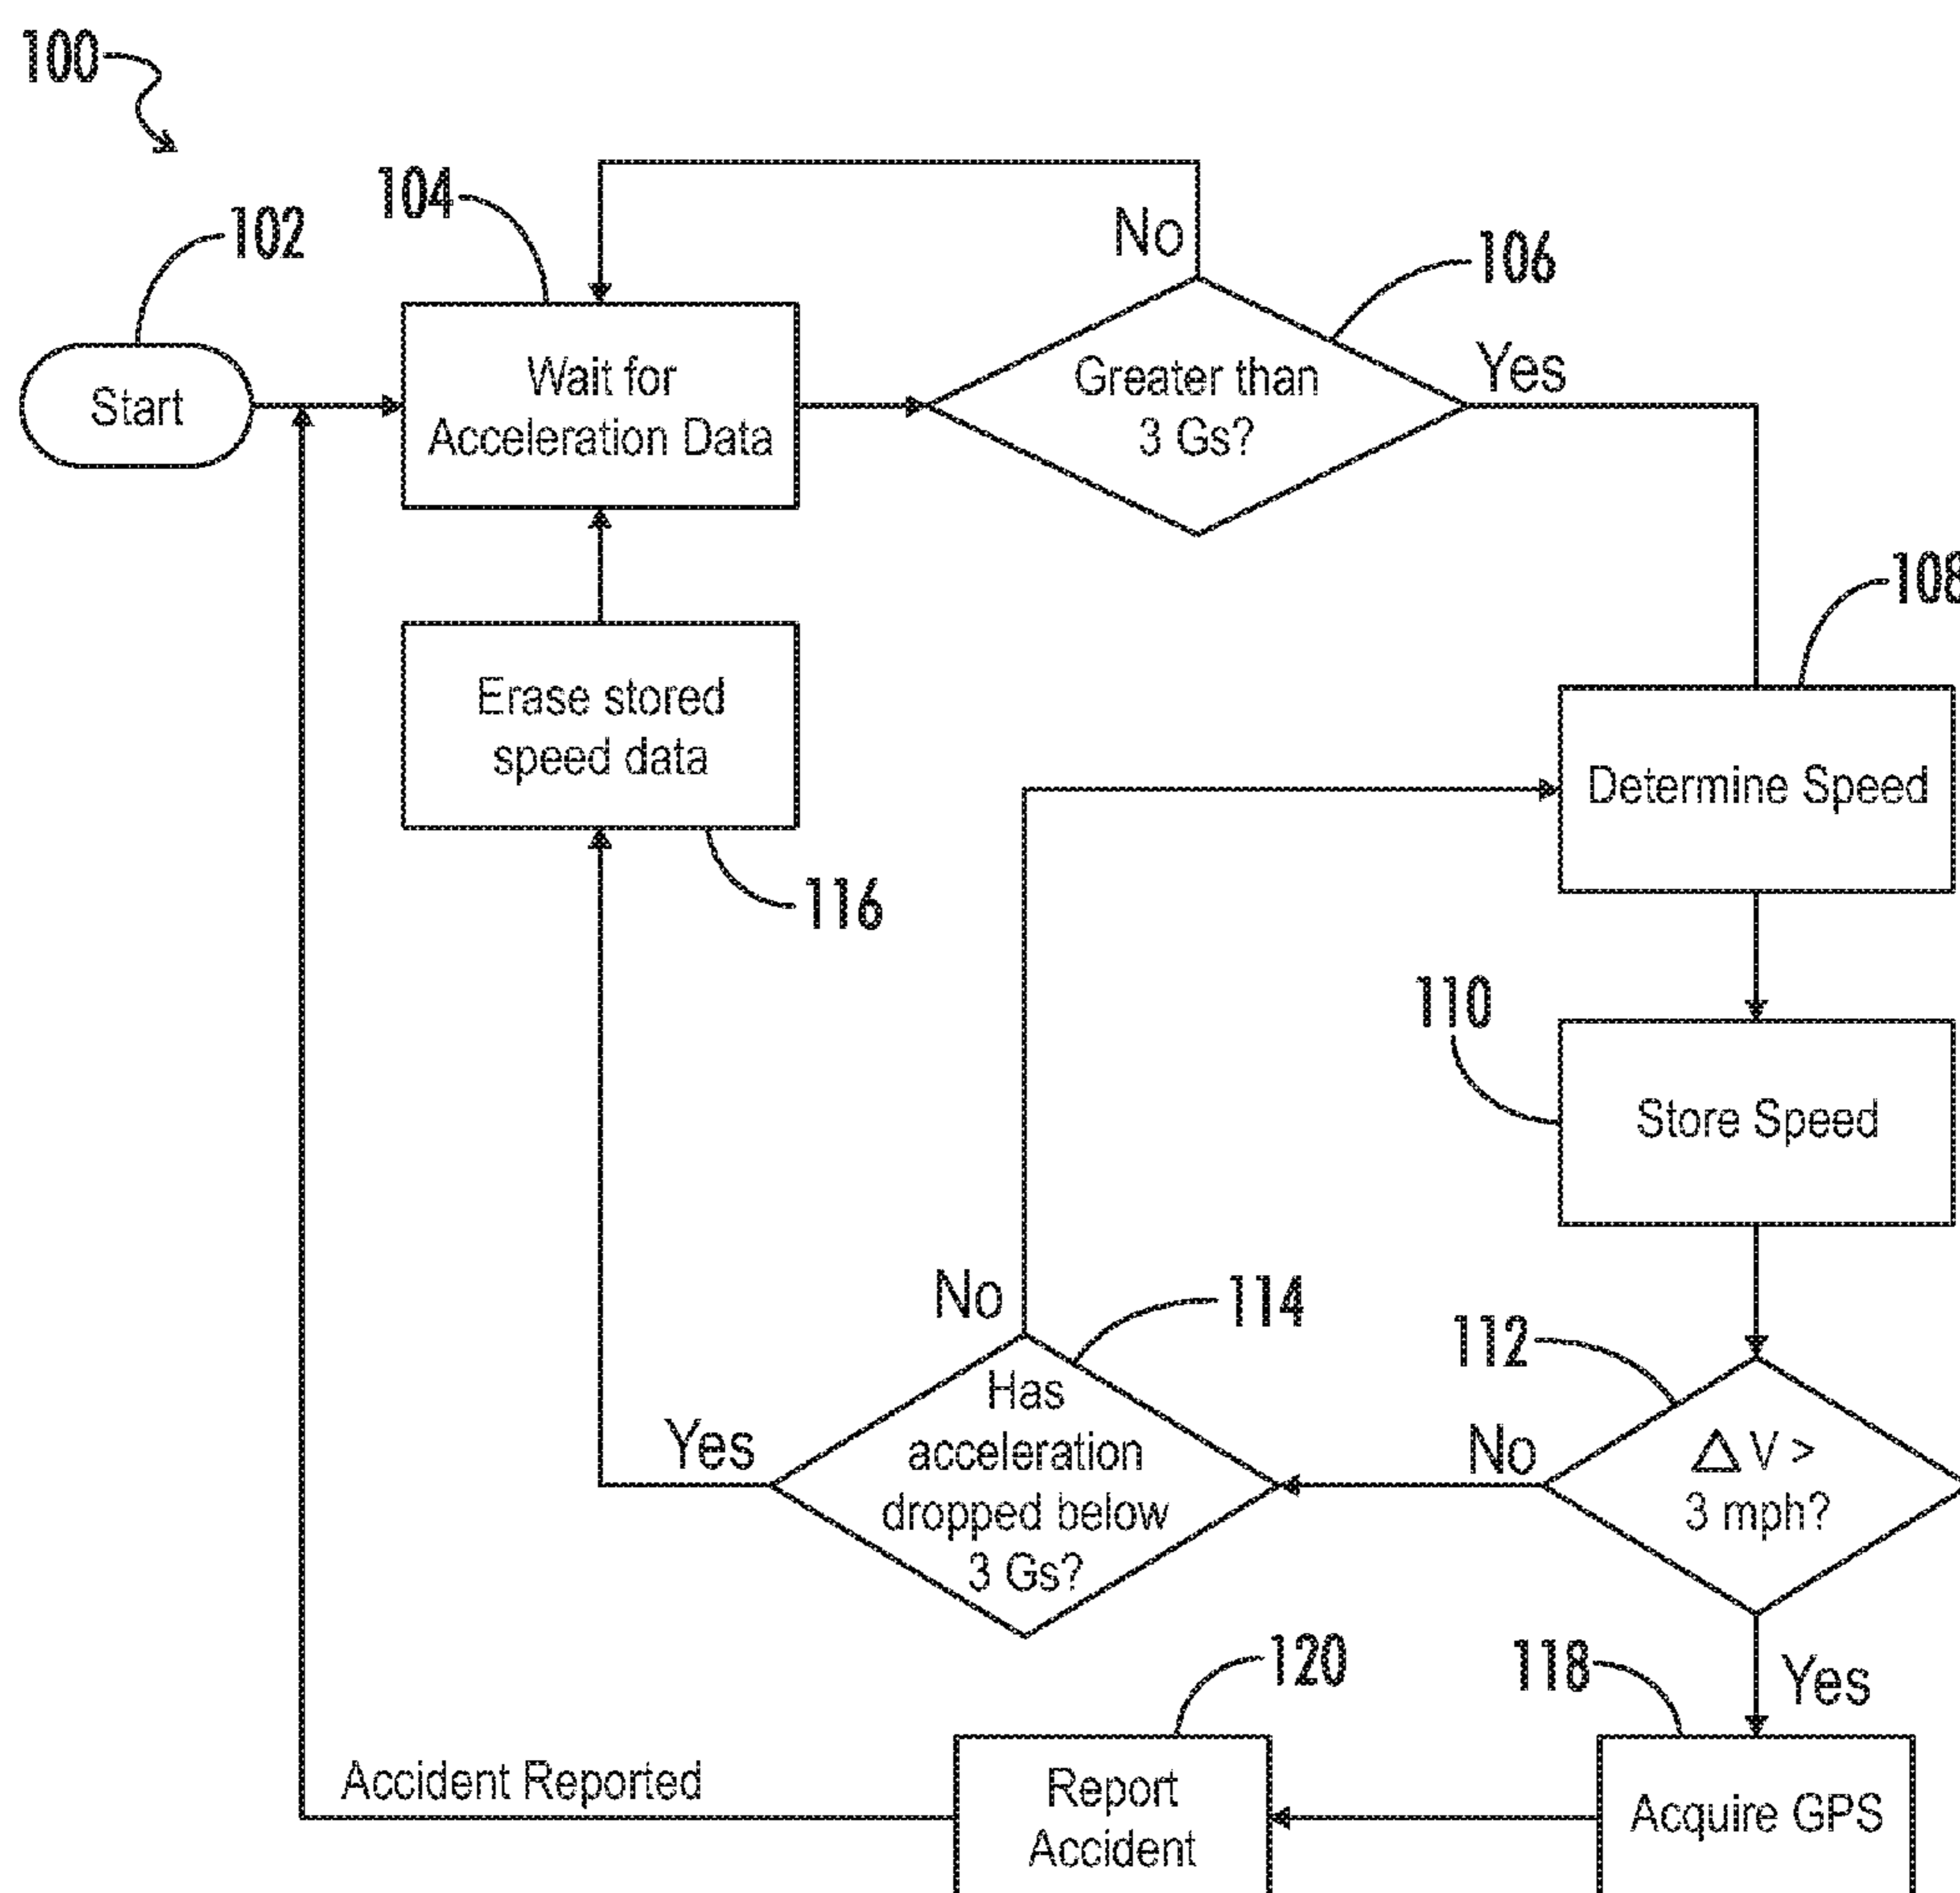 100
102
104
106
No
Yes
Start
Wait for
Acceleration Data
Greater than
3 Gs?
108
Erase stored
speed data
Determine Speed
116
110
Store Speed
No
114
112
Has
acceleration
dropped below
3 Gs?
Yes
No
△ V >
3 mph?
120
118
Yes
Accident Reported
Report
Accident
Acquire GPS